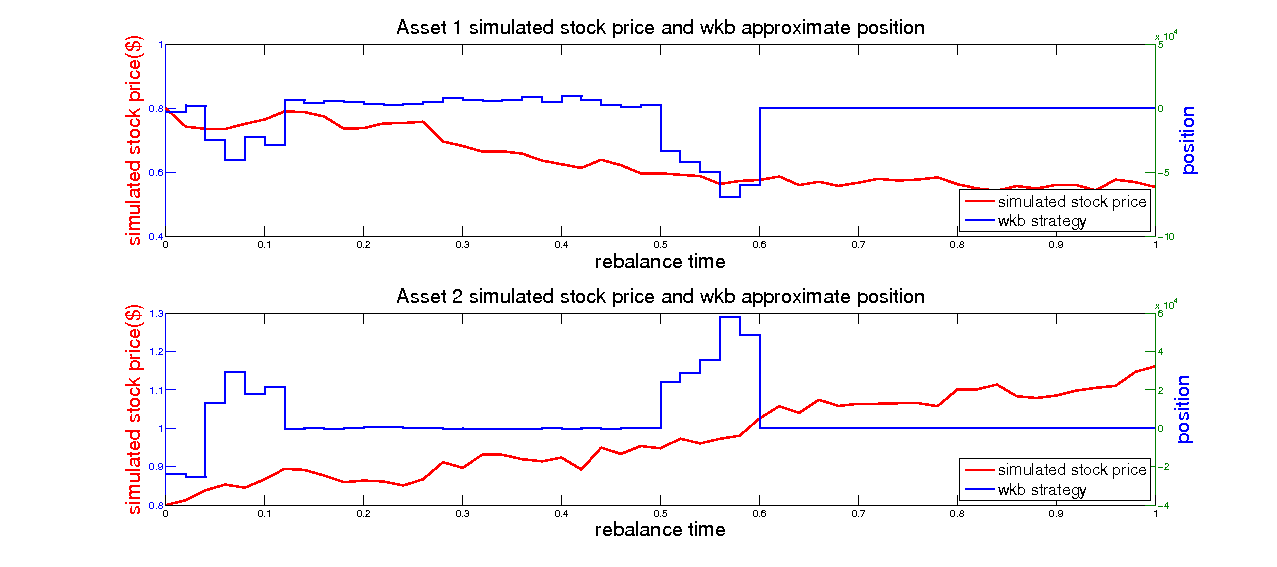 Asset 1 simulated stock price and wkb approximate position
x 10^4
simulated stock price($)
1
0.8
0.6
0.4
5
0
−5
−10
position
simulated stock price
wkb strategy
0 0.1 0.2 0.3 0.4 0.5 0.6 0.7 0.8 0.9 1
rebalance time
Asset 2 simulated stock price and wkb approximate position
x 10^4
simulated stock price($)
1.3
1.2
1.1
1
0.9
0.8
6
4
2
0
−2
−4
position
simulated stock price
wkb strategy
0 0.1 0.2 0.3 0.4 0.5 0.6 0.7 0.8 0.9 1
rebalance time